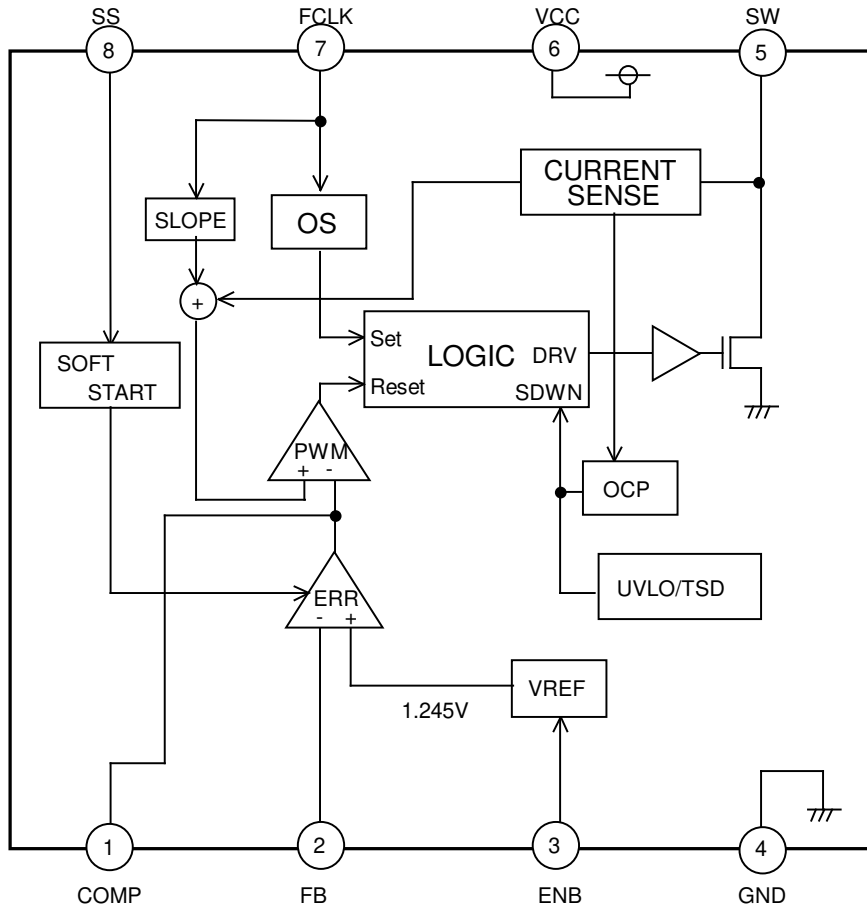 SS
FCLK
VCC
SW
8
7
6
5
CURRENT
SENSE
SLOPE
OS
+
Set
LOGIC
DRV
Reset
SDWN
SOFT
START
PWM
+ -
OCP
ERR
- +
UVLO/TSD
VREF
1.245V
1
2
3
4
COMP
FB
ENB
GND